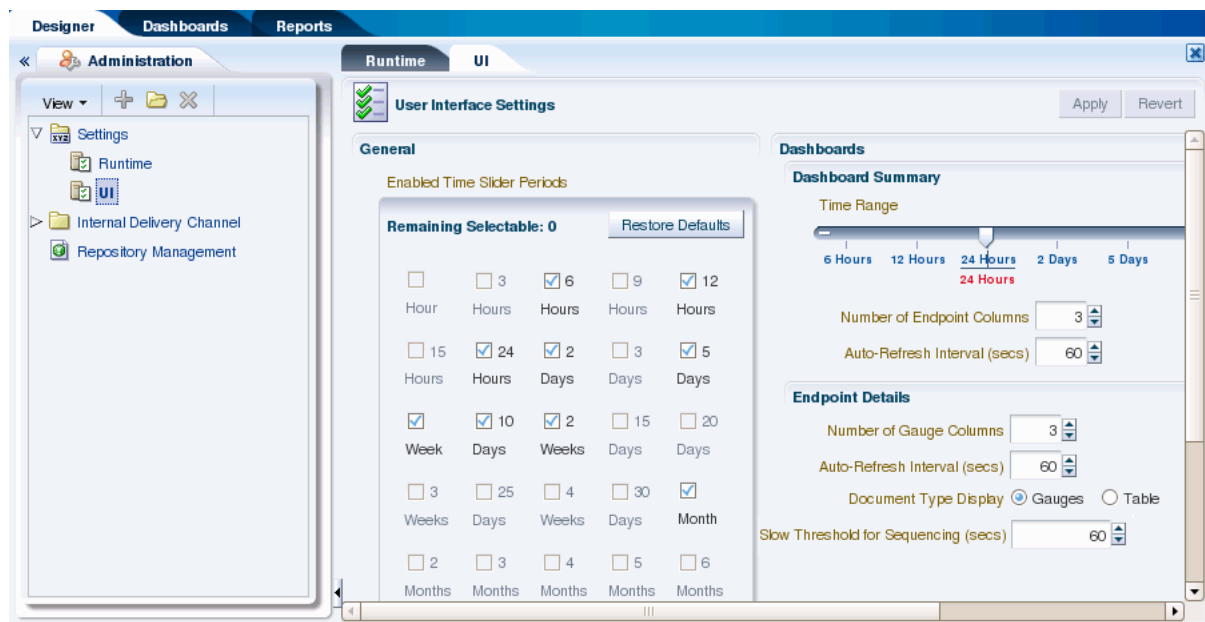 Designer Dashboards Reports
« Administration
Runtime UI
View
User Interface Settings
Apply Revert
XYZ Settings
Runtime
UI
Internal Delivery Channel
Repository Management
General
Enabled Time Slider Periods
Remaining Selectable: 0 Restore Defaults
3 6 9 12
Hour Hours Hours Hours Hours
15 24 2 3 5
Hours Hours Days Days Days
10 2 15 20
Week Days Weeks Days Days
3 25 4 30
Weeks Days Weeks Days Month
2 3 4 5 6
Months Months Months Months Months
Dashboards
Dashboard Summary
Time Range
6 Hours 12 Hours 24 Hours 2 Days 5 Days
24 Hours
Number of Endpoint Columns 3
Auto-Refresh Interval (secs) 60
Endpoint Details
Number of Gauge Columns 3
Auto-Refresh Interval (secs) 60
Document Type Display Gauges Table
Slow Threshold for Sequencing (secs) 60